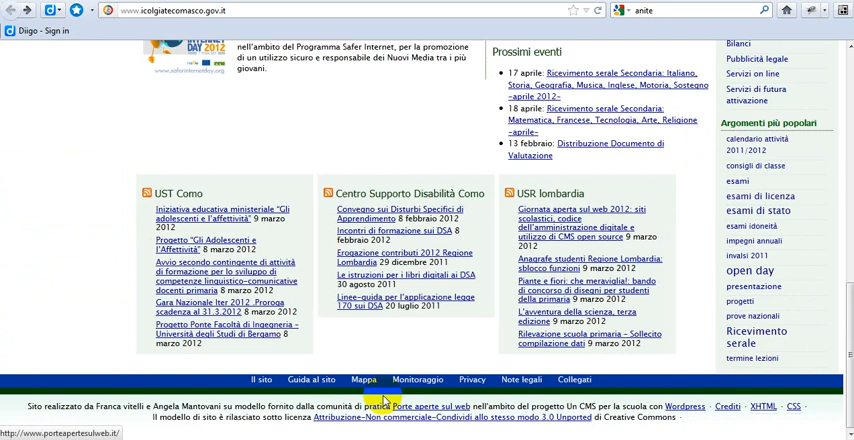 www.icolgiatecomasco.gov.it
anite
Diigo - Sign in
DAY 2012
www.saferinternetday.org
nell'ambito del Programma Safer Internet, per la promozione
di un utilizzo sicuro e responsabile dei Nuovi Media tra i più
giovani.
Prossimi eventi
17 aprile: Ricevimento serale Secondaria: Italiano,
Storia, Geografia, Musica, Inglese, Motoria, Sostegno
-aprile 2012-
18 aprile: Ricevimento serale Secondaria:
Matematica, Francese, Tecnologia, Arte, Religione
-aprile-
13 febbraio: Distribuzione Documento di
Valutazione
Bilanci
Pubblicità legale
Servizi on line
Servizi di futura
attivazione
Argomenti più popolari
calendario attività
2011/2012
consigli di classe
esami
esami di licenza
esami di stato
esami idoneità
impegni annuali
invalsi 2011
open day
presentazione
progetti
prove nazionali
Ricevimento
serale
termine lezioni
UST Como
Iniziativa educativa ministeriale "Gli
adolescenti e l'affettività" 9 marzo
2012
Progetto "Gli Adolescenti e
l'Affettività" 8 marzo 2012
Avvio secondo contingente di attività
di formazione per lo sviluppo di
competenze linguistico-comunicative
docenti primaria 8 marzo 2012
Gara Nazionale Iter 2012 .Proroga
scadenza al 31.3.2012 8 marzo 2012
Progetto Ponte Facoltà di Ingegneria -
Università degli Studi di Bergamo 8
marzo 2012
Centro Supporto Disabilità Como
Convegno sui Disturbi Specifici di
Apprendimento 8 febbraio 2012
Incontri di formazione sui DSA 8
febbraio 2012
Erogazione contributi 2012 Regione
Lombardia 29 dicembre 2011
Le istruzioni per i libri digitali ai DSA
30 agosto 2011
Linee-guida per l'applicazione legge
170 sui DSA 20 luglio 2011
USR lombardia
Giornata aperta sul web 2012: siti
scolastici, codice
dell'amministrazione digitale e
utilizzo di CMS open source 9 marzo
2012
Anagrafe studenti Regione Lombardia:
sblocco funzioni 9 marzo 2012
Piante e fiori: che meraviglia!: bando
di concorso di disegni per studenti
della primaria 9 marzo 2012
L'avventura della scienza, terza
edizione 9 marzo 2012
Rilevazione scuola primaria - Sollecito
compilazione dati 9 marzo 2012
Il sito Guida al sito Mappa Monitoraggio Privacy Note legali Collegati
Sito realizzato da Franca vitelli e Angela Mantovani su modello fornito dalla comunità di pratica Porte aperte sul web nell'ambito del progetto Un CMS per la scuola con Wordpress · Crediti · XHTML · CSS ·
Il modello di sito è rilasciato sotto licenza Attribuzione-Non commerciale-Condividi allo stesso modo 3.0 Unported di Creative Commons ·
http://www.porteapertesulweb.it/